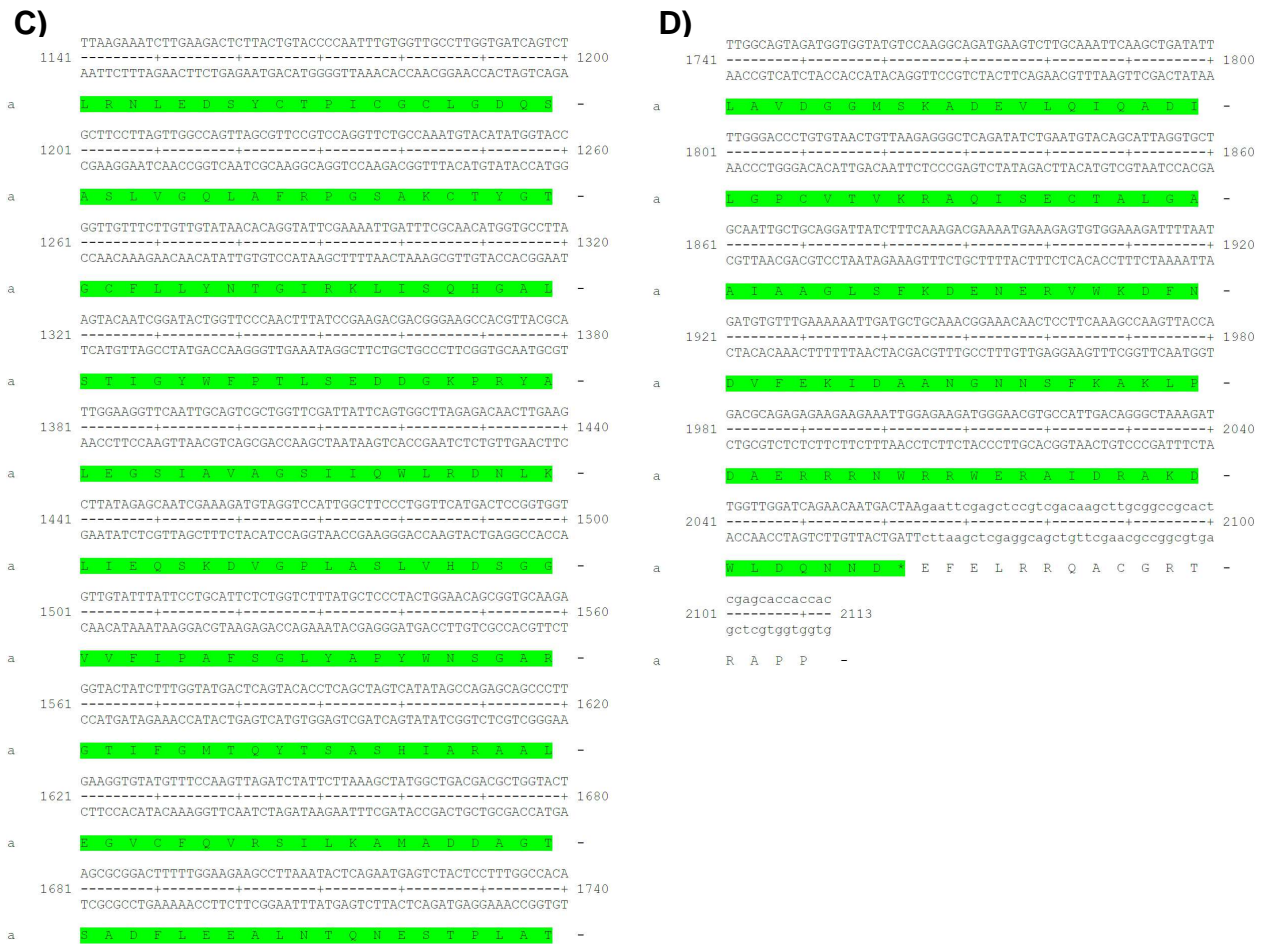 C)
TTAAGAAATCTTGAAGACTCTTACTGTACCCCAATTTGTGGTTGCCTTGGTGATCAGTCT
1141 ---------+---------+---------+---------+---------+---------+ 1200
AATTCTTTAGAACTTCTGAGAATGACATGGGGTTAAACACCAACGGAACCACTAGTCAGA
a L R N L E D S Y C T P I C G C L G D Q S -
GCTTCCTTAGTTGGCCAGTTAGCGTTCCGTCCAGGTTCTGCCAAATGTACATATGGTACC
1201 ---------+---------+---------+---------+---------+---------+ 1260
CGAAGGAATCAACCGGTCAATCGCAAGGCAGGTCCAAGACGGTTTACATGTATACCATGG
a A S L V G Q L A F R P G S A K C T Y G T -
GGTTGTTTCTTGTTGTATAACACAGGTATTCGAAAATTGATTTCGCAACATGGTGCCTTA
1261 ---------+---------+---------+---------+---------+---------+ 1320
CCAACAAAGAACAACATATTGTGTCCATAAGCTTTTAACTAAAGCGTTGTACCACGGAAT
a G C F L L Y N T G I R K L I S Q H G A L -
AGTACAATCGGATACTGGTTCCCAACTTTATCCGAAGACGACGGGAAGCCACGTTACGCA
1321 ---------+---------+---------+---------+---------+---------+ 1380
TCATGTTAGCCTATGACCAAGGGTTGAAATAGGCTTCTGCTGCCCTTCGGTGCAATGCGT
a S T I G Y W F P T L S E D D G K P R Y A -
TTGGAAGGTTCAATTGCAGTCGCTGGTTCGATTATTCAGTGGCTTAGAGACAACTTGAAG
1381 ---------+---------+---------+---------+---------+---------+ 1440
AACCTTCCAAGTTAACGTCAGCGACCAAGCTAATAAGTCACCGAATCTCTGTTGAACTTC
a L E G S I A V A G S I I Q W L R D N L K -
CTTATAGAGCAATCGAAAGATGTAGGTCCATTGGCTTCCCTGGTTCATGACTCCGGTGGT
1441 ---------+---------+---------+---------+---------+---------+ 1500
GAATATCTCGTTAGCTTTCTACATCCAGGTAACCGAAGGGACCAAGTACTGAGGCCACCA
a L I E Q S K D V G P L A S L V H D S G G -
GTTGTATTTATTCCTGCATTCTCTGGTCTTTATGCTCCCTACTGGAACAGCGGTGCAAGA
1501 ---------+---------+---------+---------+---------+---------+ 1560
CAACATAAATAAGGACGTAAGAGACCAGAAATACGAGGGATGACCTTGTCGCCACGTTCT
a V V F I P A F S G L Y A P Y W N S G A R -
GGTACTATCTTTGGTATGACTCAGTACACCTCAGCTAGTCATATAGCCAGAGCAGCCCTT
1561 ---------+---------+---------+---------+---------+---------+ 1620
CCATGATAGAAACCATACTGAGTCATGTGGAGTCGATCAGTATATCGGTCTCGTCGGGAA
a G T I F G M T Q Y T S A S H I A R A A L -
GAAGGTGTATGTTTCCAAGTTAGATCTATTCTTAAAGCTATGGCTGACGACGCTGGTACT
1621 ---------+---------+---------+---------+---------+---------+ 1680
CTTCCACATACAAAGGTTCAATCTAGATAAGAATTTCGATACCGACTGCTGCGACCATGA
a E G V C F Q V R S I L K A M A D D A G T -
AGCGCGGACTTTTTGGAAGAAGCCTTAAATACTCAGAATGAGTCTACTCCTTTGGCCACA
1681 ---------+---------+---------+---------+---------+---------+ 1740
TCGCGCCTGAAAAACCTTCTTCGGAATTTATGAGTCTTACTCAGATGAGGAAACCGGTGT
a S A D F L E E A L N T Q N E S T P L A T -
D)
TTGGCAGTAGATGGTGGTATGTCCAAGGCAGATGAAGTCTTGCAAATTCAAGCTGATATT
1741 ---------+---------+---------+---------+---------+---------+ 1800
AACCGTCATCTACCACCATACAGGTTCCGTCTACTTCAGAACGTTTAAGTTCGACTATAA
a L A V D G G M S K A D E V L Q I Q A D I -
TTGGGACCCTGTGTAACTGTTAAGAGGGCTCAGATATCTGAATGTACAGCATTAGGTGCT
1801 ---------+---------+---------+---------+---------+---------+ 1860
AACCCTGGGACACATTGACAATTCTCCCGAGTCTATAGACTTACATGTCGTAATCCACGA
a L G P C V T V K R A Q I S E C T A L G A -
GCAATTGCTGCAGGATTATCTTTCAAAGACGAAAATGAAAGAGTGTGGAAAGATTTTAAT
1861 ---------+---------+---------+---------+---------+---------+ 1920
CGTTAACGACGTCCTAATAGAAAGTTTCTGCTTTTACTTTCTCACACCTTTCTAAAATTA
a A I A A G L S F K D E N E R V W K D F N -
GATGTGTTTGAAAAAATTGATGCTGCAAACGGAAACAACTCCTTCAAAGCCAAGTTACCA
1921 ---------+---------+---------+---------+---------+---------+ 1980
CTACACAAACTTTTTTAACTACGACGTTTGCCTTTGTTGAGGAAGTTTCGGTTCAATGGT
a D V F E K I D A A N G N N S F K A K L P -
GACGCAGAGAGAAGAAGAAATTGGAGAAGATGGGAACGTGCCATTGACAGGGCTAAAGAT
1981 ---------+---------+---------+---------+---------+---------+ 2040
CTGCGTCTCTCTTCTTCTTTAACCTCTTCTACCCTTGCACGGTAACTGTCCCGATTTCTA
a D A E R R R N W R R W E R A I D R A K D -
TGGTTGGATCAGAACAATGACTAAgaattcgagctccgtcgacaagcttgcggccgcact
2041 ---------+---------+---------+---------+---------+---------+ 2100
ACCAACCTAGTCTTGTTACTGATTcttaagctcgaggcagctgttcgaacgccggcgtga
a W L D Q N N D * E F E L R R Q A C G R T -
cgagcaccaccac
2101 ---------+--- 2113
gctcgtggtggtg
a R A P P -